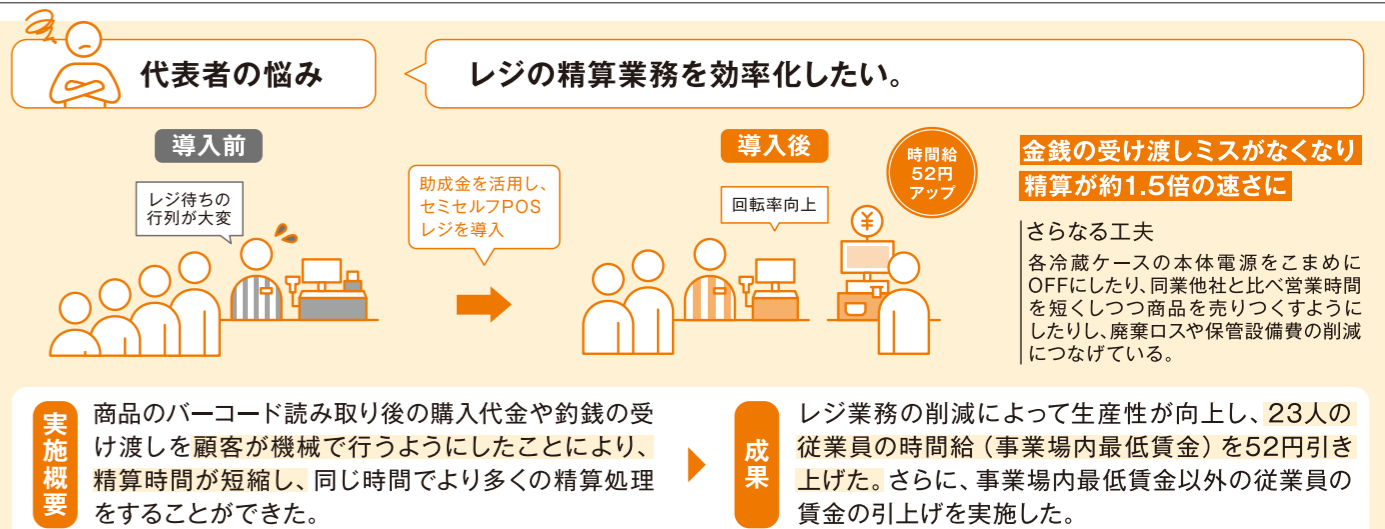 代表者の悩み
レジの精算業務を効率化したい。
導入前
レジ待ちの
行列が大変
助成金を活用し、
セミセルフPOS
レジを導入
導入後
回転率向上
時間給
52円
アップ
¥
金銭の受け渡しミスがなくなり
精算が約1.5倍の速さに
さらなる工夫
各冷蔵ケースの本体電源をこまめに
OFFにしたり、同業他社と比べ営業時間
を短くしつつ商品を売りつくすように
したりし、廃棄ロスや保管設備費の削減
につなげている。
実施概要
商品のバーコード読み取り後の購入代金や釣銭の受
け渡しを顧客が機械で行うようにしたことにより、
精算時間が短縮し、同じ時間でより多くの精算処理
をすることができた。
成果
レジ業務の削減によって生産性が向上し、23人の
従業員の時間給（事業場内最低賃金）を52円引き
上げた。さらに、事業場内最低賃金以外の従業員の
賃金の引上げを実施した。